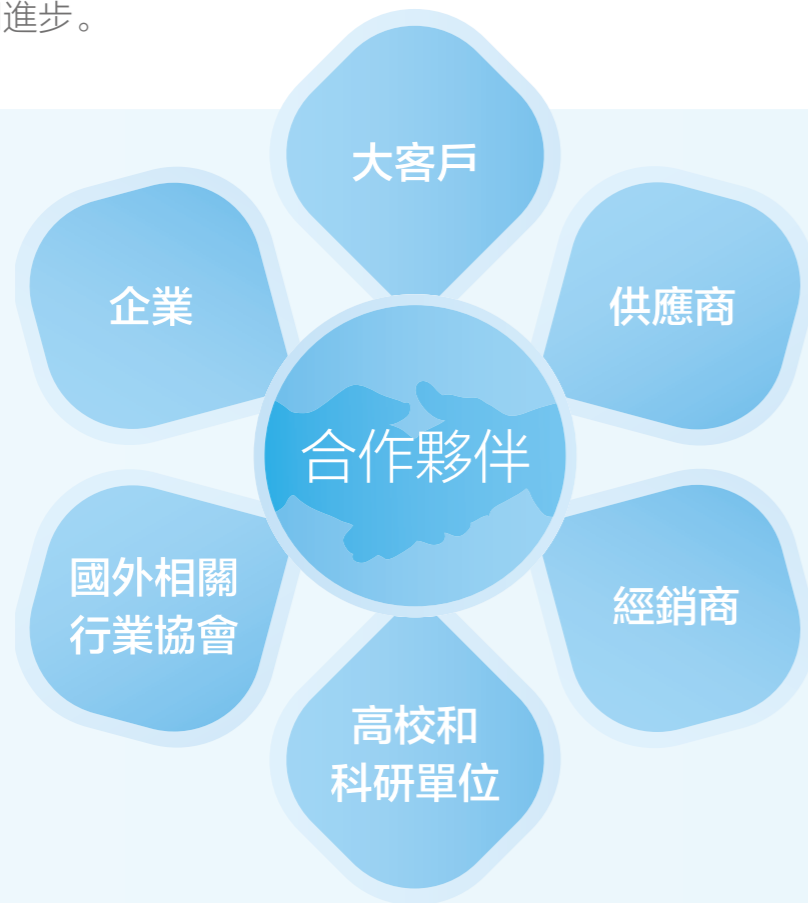 進步。
大客戶
企業
供應商
合作夥伴
國外相關
行業協會
經銷商
高校和
科研單位